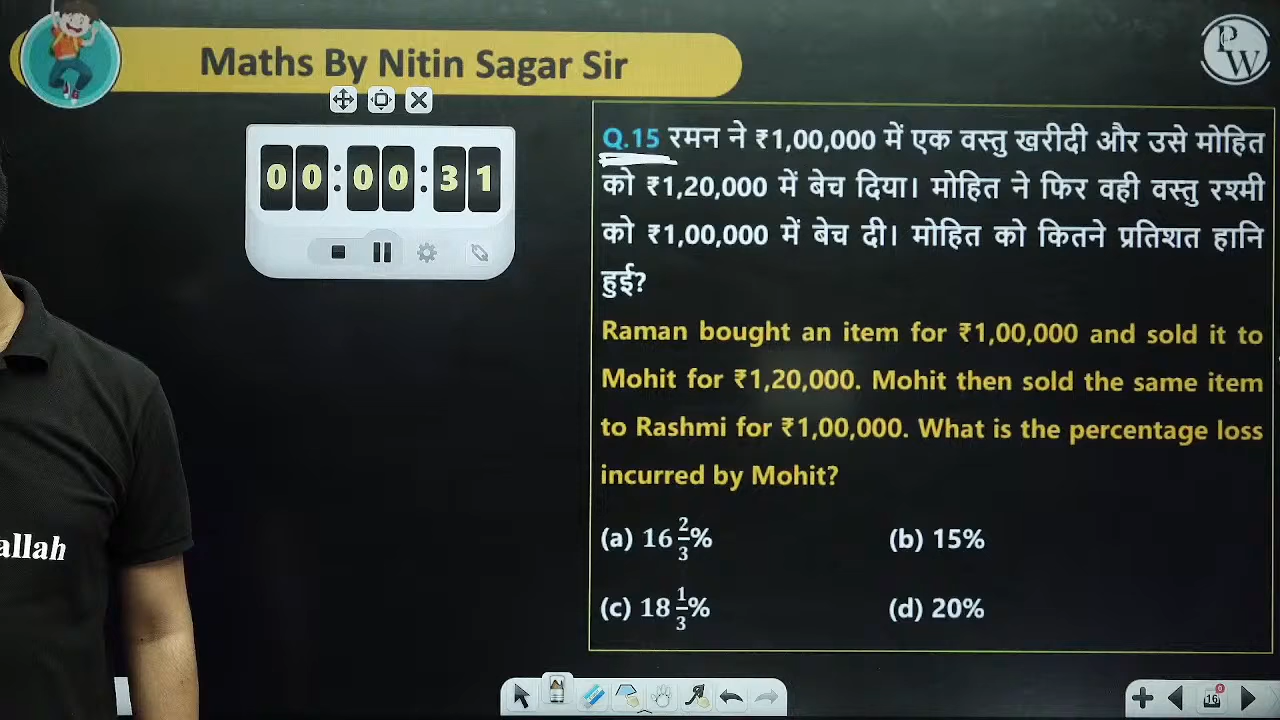 Maths By Nitin Sagar Sir
PW
00:00:31
Q.15 रमन ने ₹1,00,000 में एक वस्तु खरीदी और उसे मोहित
को ₹1,20,000 में बेच दिया। मोहित ने फिर वही वस्तु रश्मी
को ₹1,00,000 में बेच दी। मोहित को कितने प्रतिशत हानि
हुई?
Raman bought an item for ₹1,00,000 and sold it to
Mohit for ₹1,20,000. Mohit then sold the same item
to Rashmi for ₹1,00,000. What is the percentage loss
incurred by Mohit?
(a) 16 2/3% (b) 15%
(c) 18 1/3% (d) 20%
allah
16